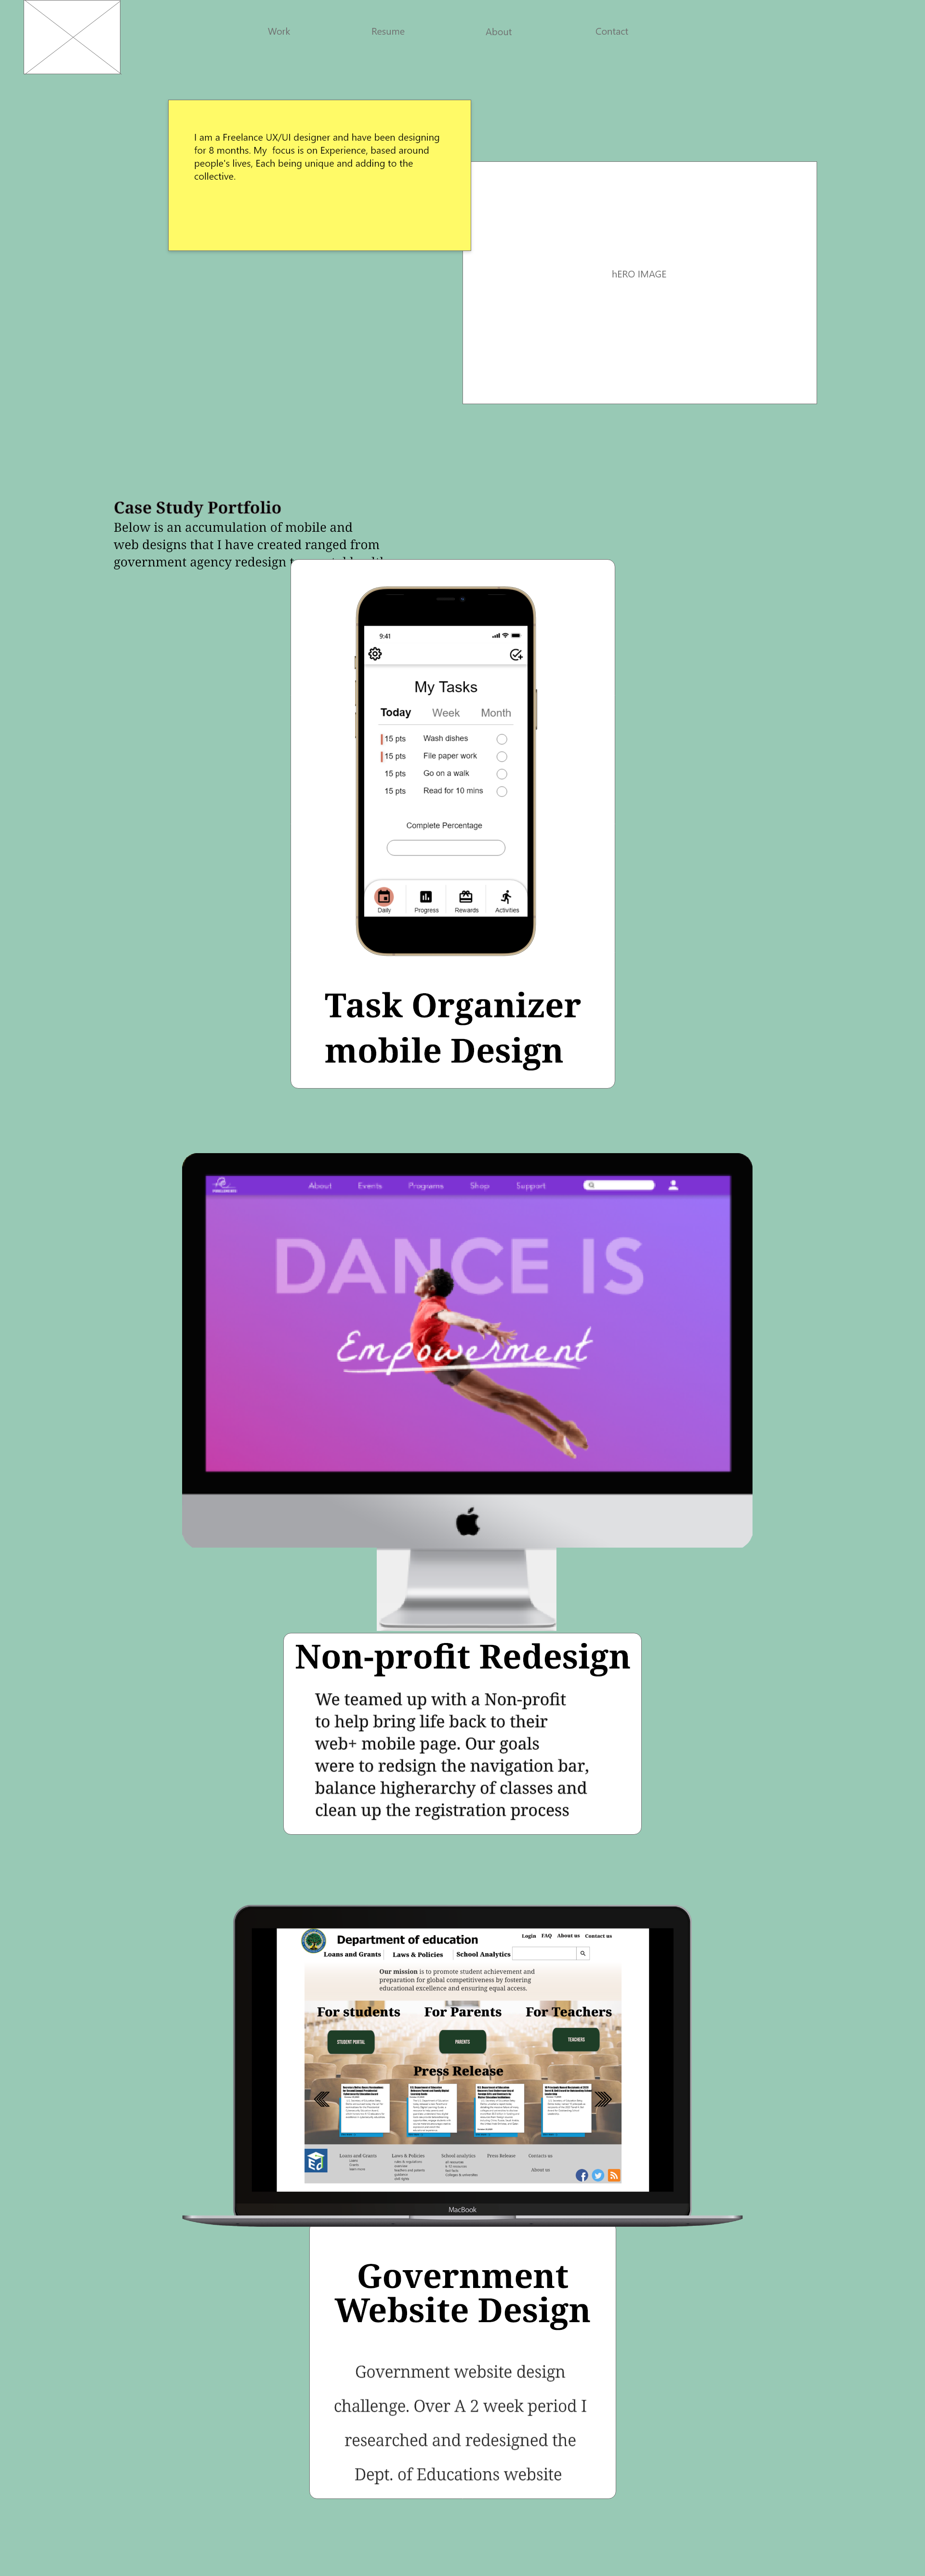 Work Resume About Contact
I am a Freelance UX/UI designer and have been designing
for 8 months. My focus is on Experience, based around
people's lives, Each being unique and adding to the
collective.
hERO IMAGE
Case Study Portfolio
Below is an accumulation of mobile and
web designs that I have created ranged from
government agency redesign
9:41
My Tasks
Today Week Month
15 pts Wash dishes
15 pts File paper work
15 pts Go on a walk
15 pts Read for 10 mins
Complete Percentage
Daily Progress Rewards Activities
Task Organizer
mobile Design
About Events Programs Shop Support
DANCE IS
Empowerment
Non-profit Redesign
We teamed up with a Non-profit
to help bring life back to their
web+ mobile page. Our goals
were to redsign the navigation bar,
balance higherarchy of classes and
clean up the registration process
Login FAQ About us Contact us
Department of education
Loans and Grants Laws & Policies School Analytics
Our mission is to promote student achievement and
preparation for global competitiveness by fostering
educational excellence and ensuring equal access.
For students For Parents For Teachers
STUDENT PORTAL PARENTS TEACHERS
Press Release
Loans and Grants Laws & Policies School analytics Press Release Contacts us
About us
MacBook
Government
Website Design
Government website design
challenge. Over A 2 week period I
researched and redesigned the
Dept. of Educations website